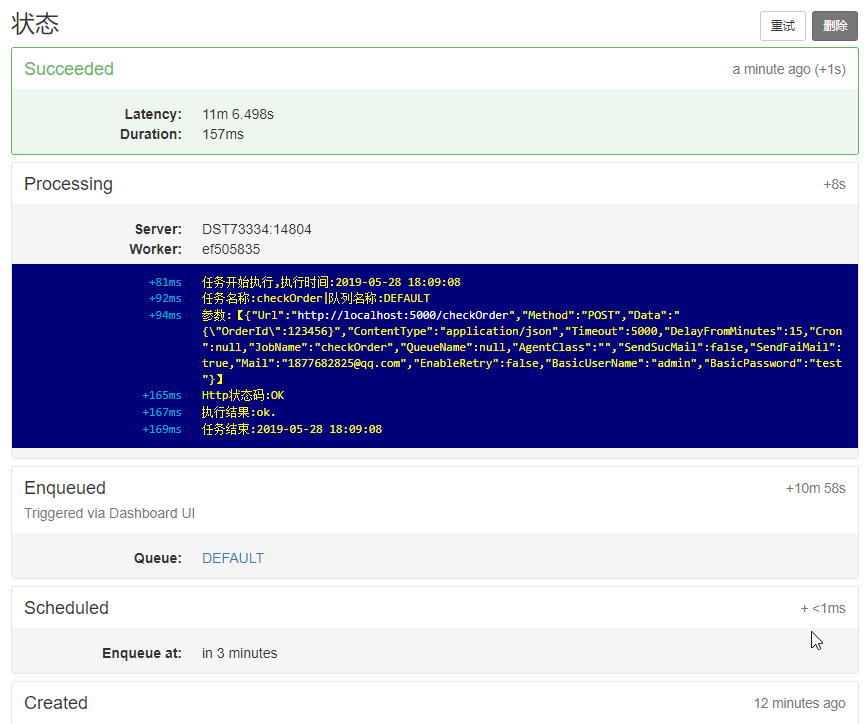 状态
重试 删除
Succeeded a minute ago (+1s)
Latency: 11m 6.498s
Duration: 157ms
Processing +8s
Server: DST73334:14804
Worker: ef505835
+81ms 任务开始执行,执行时间:2019-05-28 18:09:08
+92ms 任务名称:checkOrder|队列名称:DEFAULT
+94ms 参数:【{"Url":"http://localhost:5000/checkOrder","Method":"POST","Data":"
{\"OrderId\":123456}","ContentType":"application/json","Timeout":5000,"DelayFromMinutes":15,"Cron
":null,"JobName":"checkOrder","QueueName":null,"AgentClass":"","SendSucMail":false,"SendFaiMail":
true,"Mail":"1877682825@qq.com","EnableRetry":false,"BasicUserName":"admin","BasicPassword":"test
"}】
+165ms Http状态码:OK
+167ms 执行结果:ok.
+169ms 任务结束:2019-05-28 18:09:08
Enqueued +10m 58s
Triggered via Dashboard UI
Queue: DEFAULT
Scheduled + <1ms
Enqueue at: in 3 minutes
Created 12 minutes ago